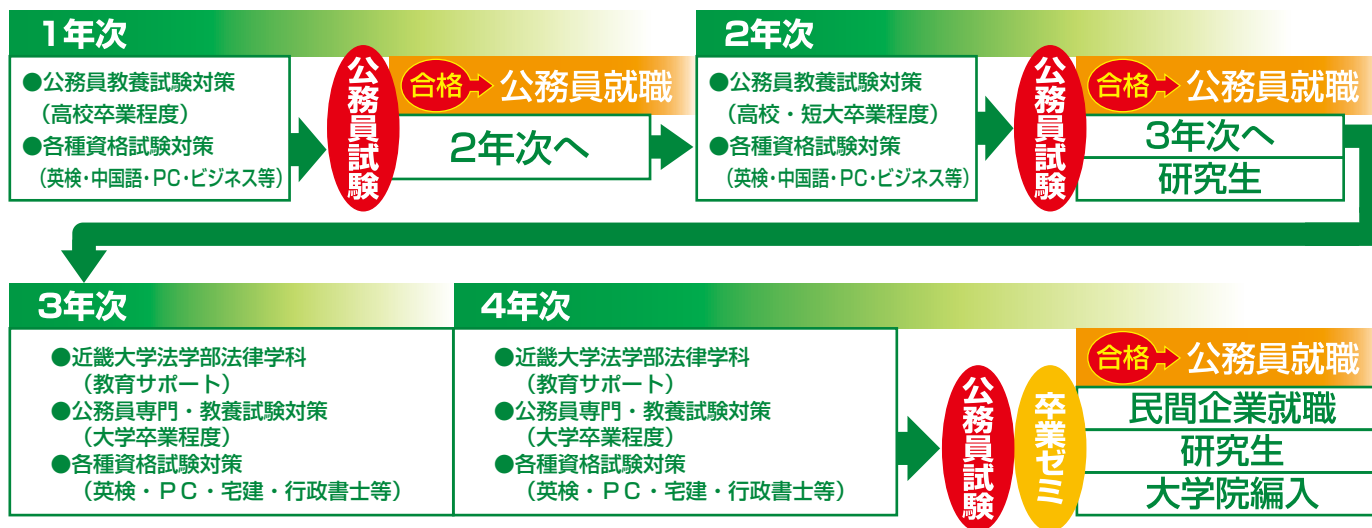 1年次
●公務員教養試験対策
（高校卒業程度）
●各種資格試験対策
（英検・中国語・PC・ビジネス等）
公務員試験
合格 公務員就職
2年次へ
2年次
●公務員教養試験対策
（高校・短大卒業程度）
●各種資格試験対策
（英検・中国語・PC・ビジネス等）
公務員試験
合格 公務員就職
3年次へ
研究生
3年次
●近畿大学法学部法律学科
（教育サポート）
●公務員専門・教養試験対策
（大学卒業程度）
●各種資格試験対策
（英検・PC・宅建・行政書士等）
4年次
●近畿大学法学部法律学科
（教育サポート）
●公務員専門・教養試験対策
（大学卒業程度）
●各種資格試験対策
（英検・PC・宅建・行政書士等）
公務員試験
卒業ゼミ
合格 公務員就職
民間企業就職
研究生
大学院編入